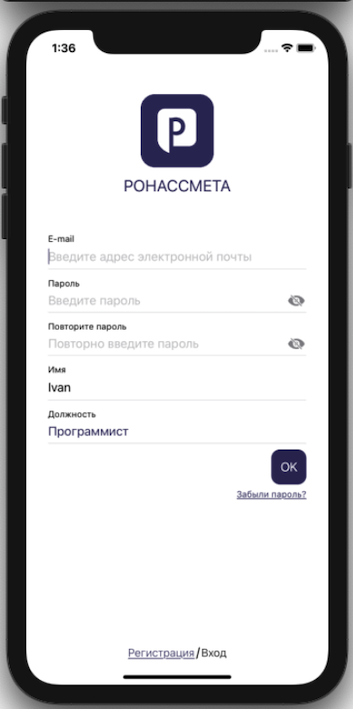 1:36
P
РОНАССМЕТА
E-mail
Введите адрес электронной почты
Пароль
Введите пароль
Повторите пароль
Повторно введите пароль
Имя
Ivan
Должность
Программист
OK
Забыли пароль?
Регистрация/Вход